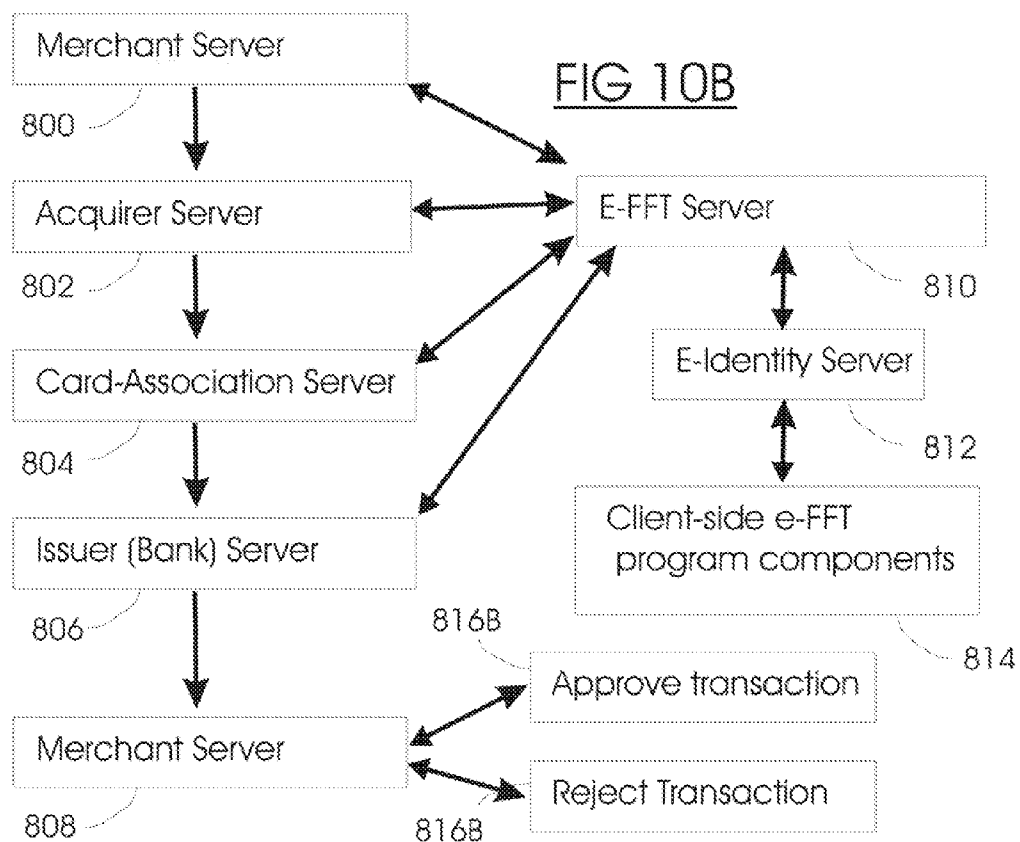 Merchant Server
FIG 10B
800
Acquirer Server
E-FFT Server
802
810
Card-Association Server
E-Identity Server
804
812
Issuer (Bank) Server
Client-side e-FFT
program components
806
816B
814
Approve transaction
Merchant Server
Reject Transaction
808
816B